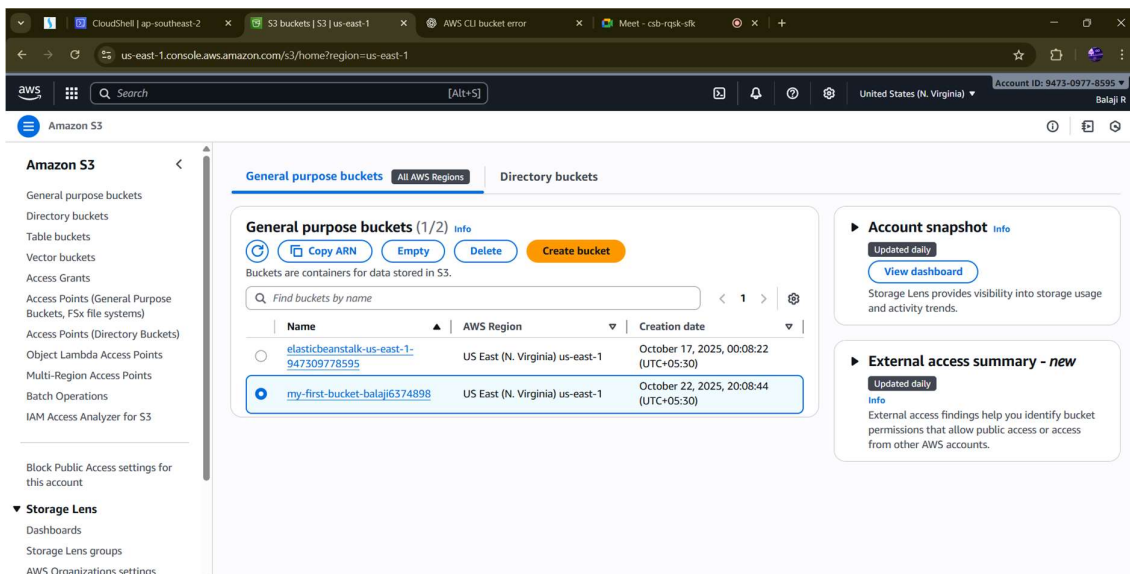 CloudShell | ap-southeast-2
S3 buckets | S3 | us-east-1
AWS CLI bucket error
Meet - csb-rqsk-sfk
us-east-1.console.aws.amazon.com/s3/home?region=us-east-1
aws
Search
[Alt+S]
United States (N. Virginia)
Account ID: 9473-0977-8595
Balaji R
Amazon S3
Amazon S3
General purpose buckets
Directory buckets
Table buckets
Vector buckets
Access Grants
Access Points (General Purpose
Buckets, FSx file systems)
Access Points (Directory Buckets)
Object Lambda Access Points
Multi-Region Access Points
Batch Operations
IAM Access Analyzer for S3
Block Public Access settings for
this account
Storage Lens
Dashboards
Storage Lens groups
AWS Organizations settings
General purpose buckets All AWS Regions Directory buckets
General purpose buckets (1/2) Info
Copy ARN Empty Delete Create bucket
Buckets are containers for data stored in S3.
Find buckets by name 1
Name AWS Region Creation date
elasticbeanstalk-us-east-1-
947309778595
US East (N. Virginia) us-east-1
October 17, 2025, 00:08:22
(UTC+05:30)
my-first-bucket-balaji6374898
US East (N. Virginia) us-east-1
October 22, 2025, 20:08:44
(UTC+05:30)
Account snapshot Info
Updated daily
View dashboard
Storage Lens provides visibility into storage usage
and activity trends.
External access summary - new
Updated daily
Info
External access findings help you identify bucket
permissions that allow public access or access
from other AWS accounts.